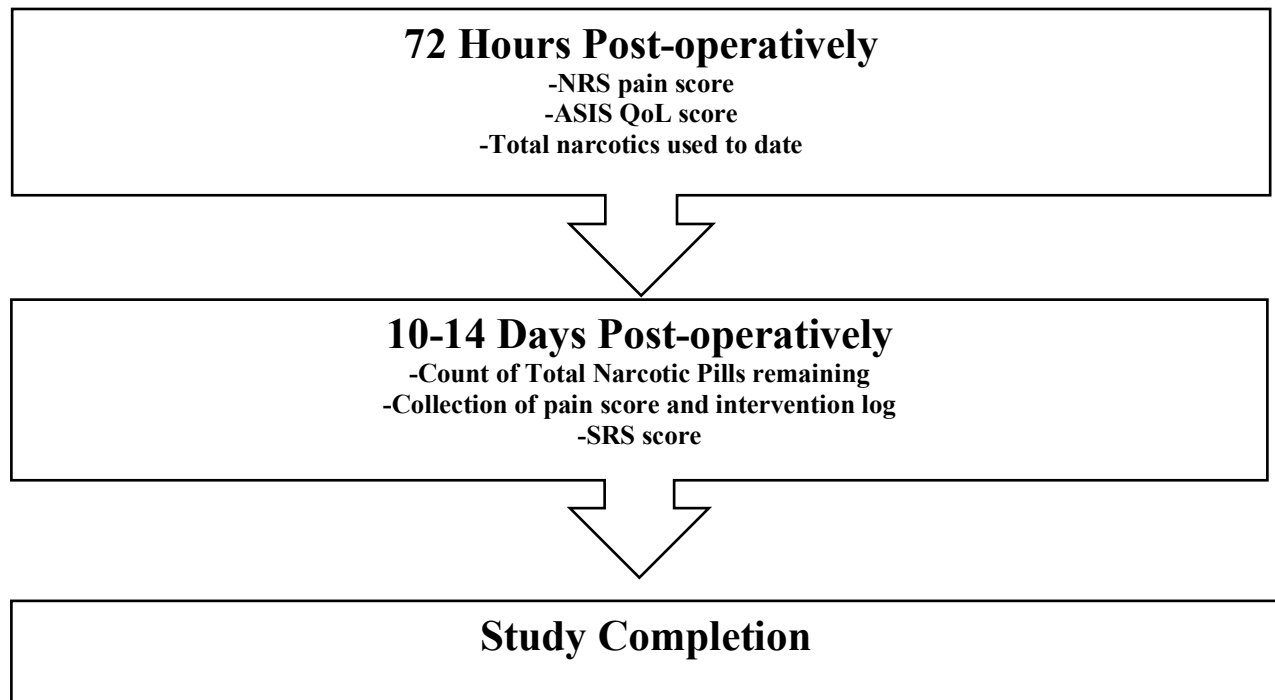 72 Hours Post-operatively
-NRS pain score
-ASIS QoL score
-Total narcotics used to date
10-14 Days Post-operatively
-Count of Total Narcotic Pills remaining
-Collection of pain score and intervention log
-SRS score
Study Completion